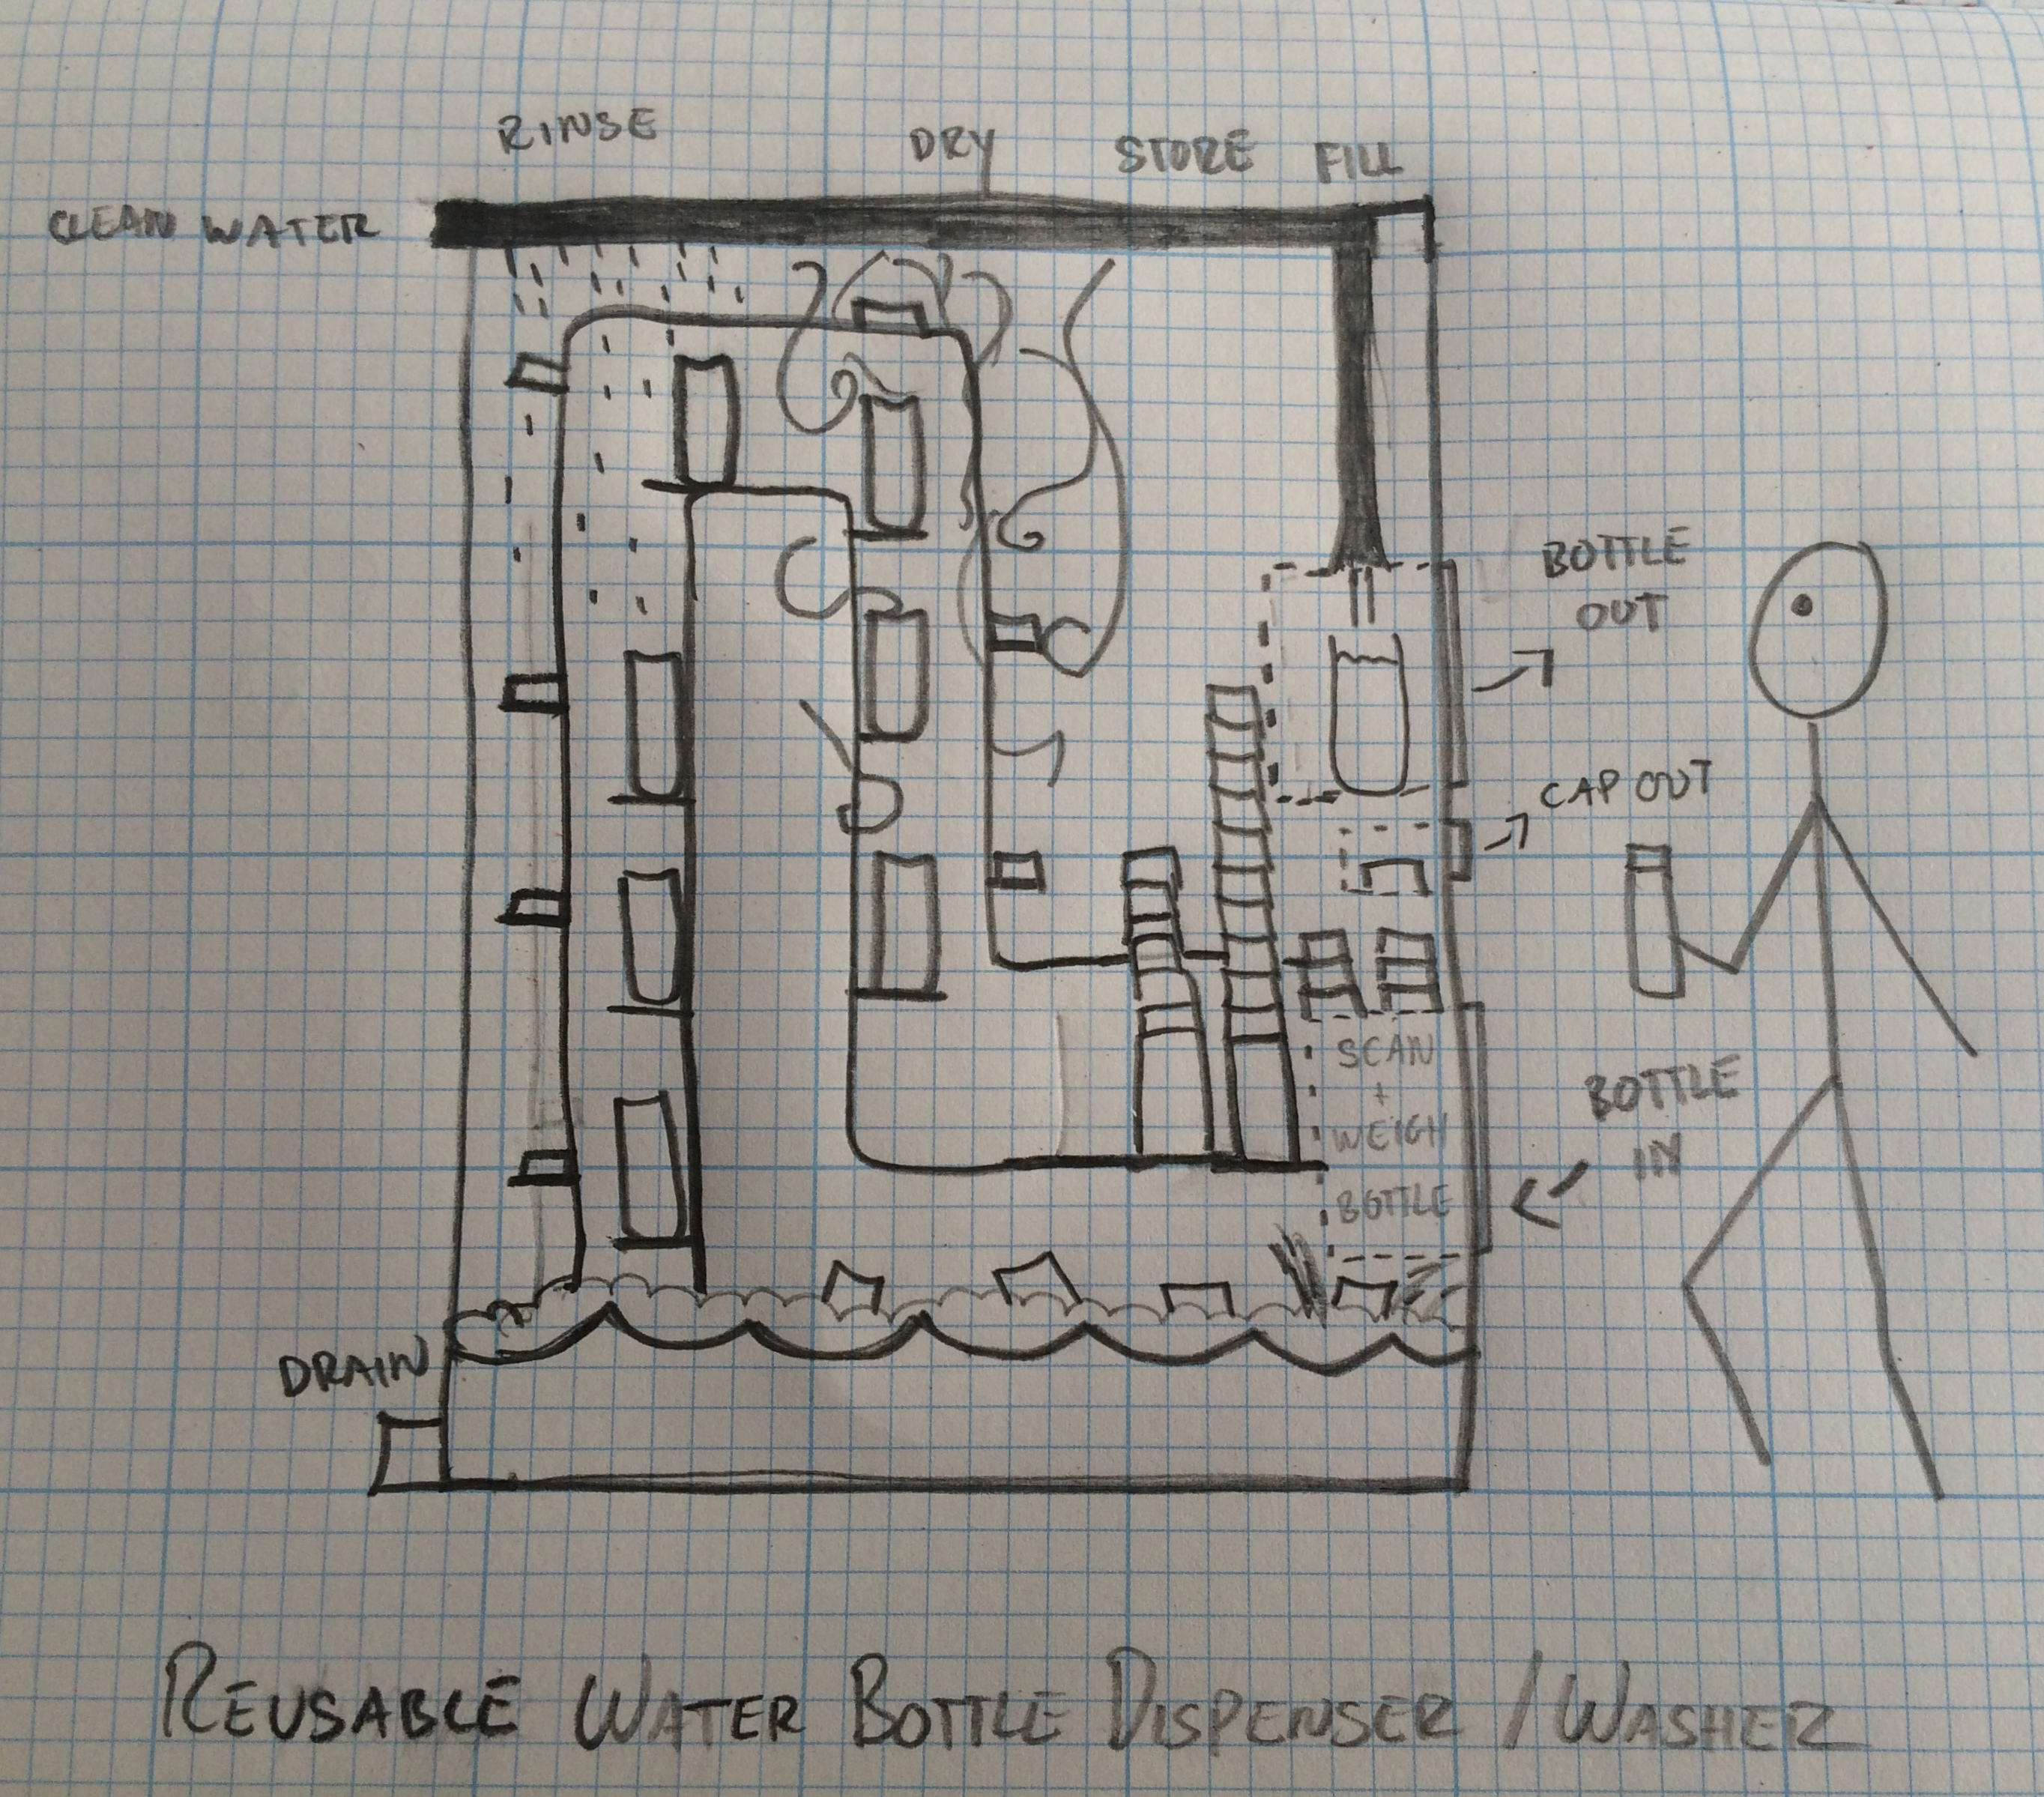 RINSE
DRY
STORE
FILL
CLEAN WATER
BOTTLE
OUT
CAP OUT
SCAN
+
WEIGH
BOTTLE
BOTTLE
IN
DRAIN
REUSABLE WATER BOTTLE DISPENSER / WASHER